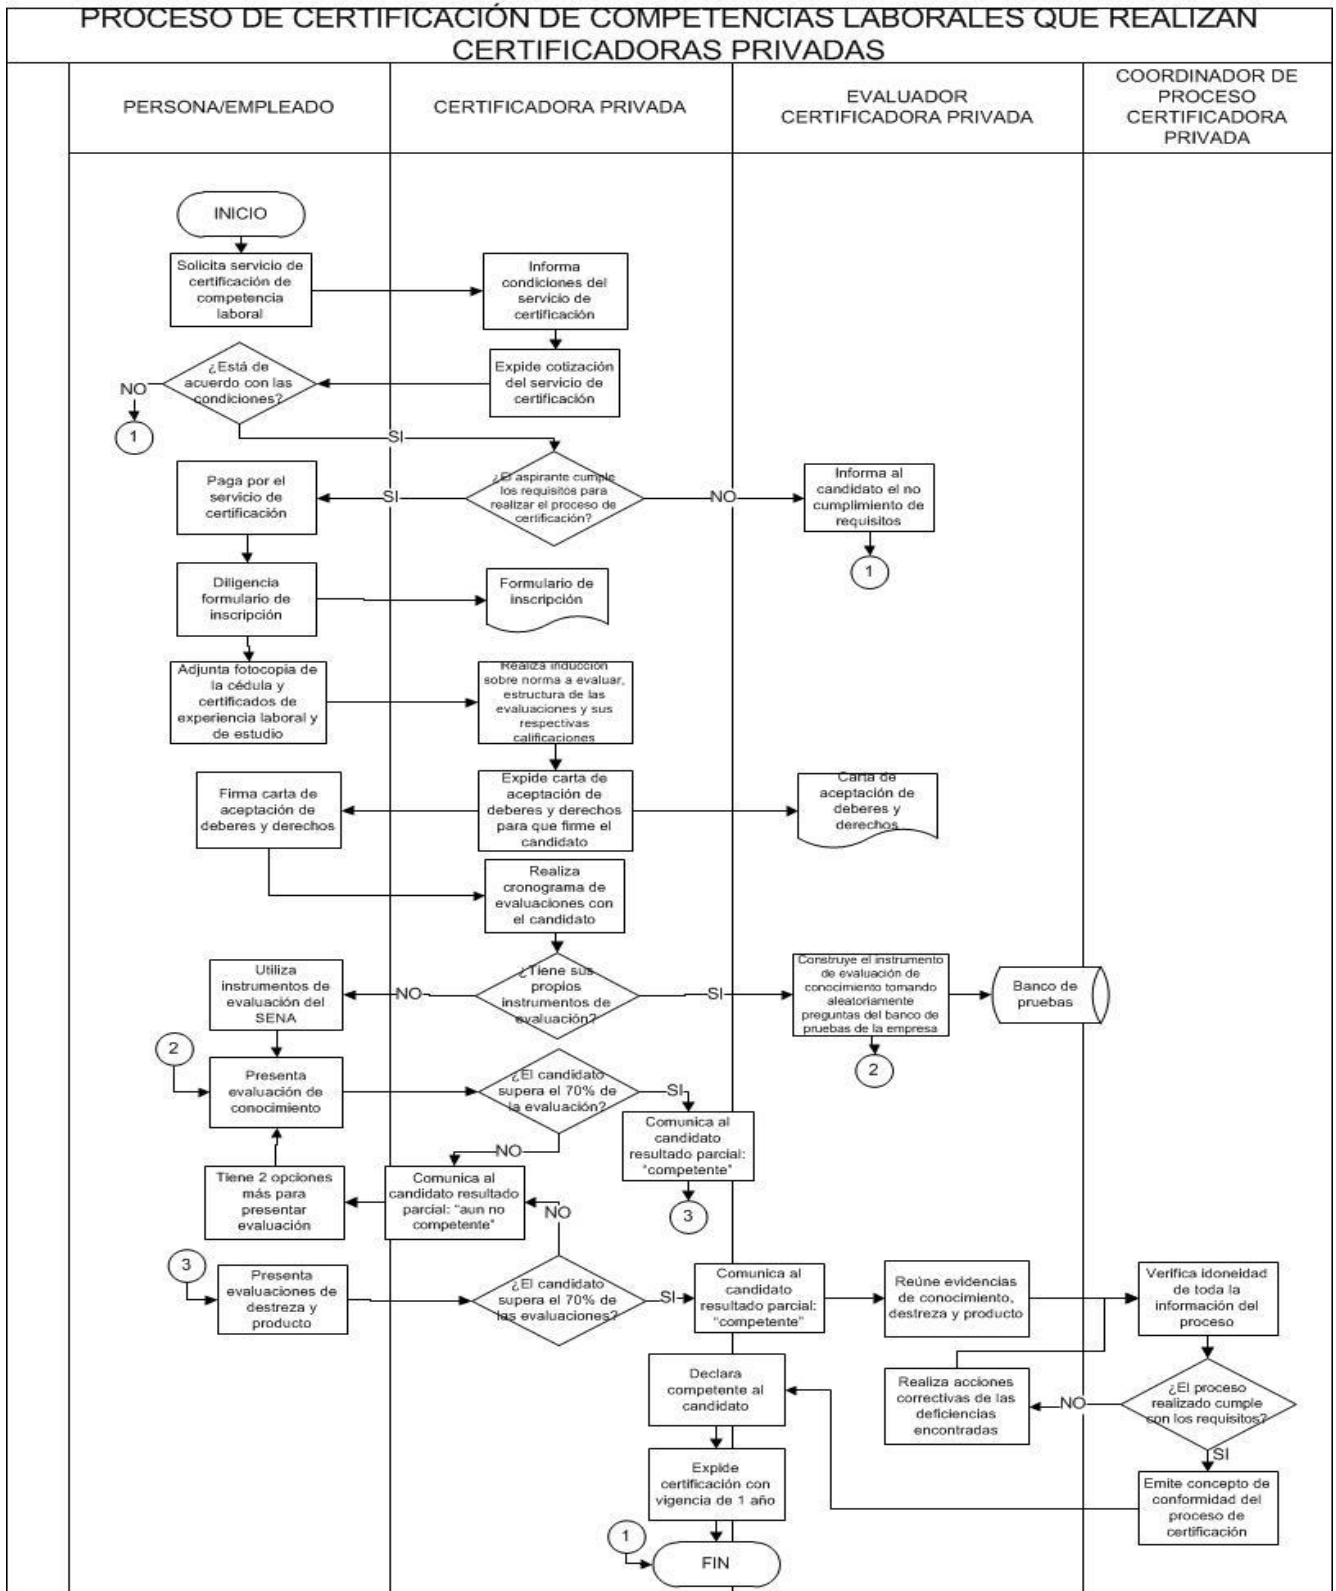 PROCESO DE CERTIFICACIÓN DE COMPETENCIAS LABORALES QUE REALIZAN
CERTIFICADORAS PRIVADAS
PERSONA/EMPLEADO
CERTIFICADORA PRIVADA
EVALUADOR
CERTIFICADORA PRIVADA
COORDINADOR DE
PROCESO
CERTIFICADORA
PRIVADA
INICIO
Solicita servicio de
certificación de
competencia
laboral
Informa
condiciones del
servicio de
certificación
¿Está de
acuerdo con las
condiciones?
NO
1
Expide cotización
del servicio de
certificación
SI
¿El aspirante cumple
los requisitos para
realizar el proceso de
certificación?
SI
NO
Paga por el
servicio de
certificación
Informa al
candidato el no
cumplimiento de
requisitos
1
Diligencia
formulario de
inscripción
Formulario de
inscripción
Adjunta fotocopia de
la cédula y
certificados de
experiencia laboral y
de estudio
Realiza inducción
sobre norma a evaluar,
estructura de las
evaluaciones y sus
respectivas
calificaciones
Firma carta de
aceptación de
deberes y derechos
Expide carta de
aceptación de
deberes y derechos
para que firme el
candidato
Carta de
aceptación de
deberes y
derechos
Realiza
cronograma de
evaluaciones con
el candidato
Utiliza
instrumentos de
evaluación del
SENA
NO
¿Tiene sus
propios
instrumentos de
evaluación?
SI
Construye el instrumento
de evaluación de
conocimiento tomando
aleatoriamente
preguntas del banco de
pruebas de la empresa
Banco de
pruebas
2
2
Presenta
evaluación de
conocimiento
¿El candidato
supera el 70% de
la evaluación?
SI
NO
Comunica al
candidato
resultado parcial:
"competente"
3
Tiene 2 opciones
más para
presentar
evaluación
Comunica al
candidato resultado
parcial: "aun no
competente"
NO
3
Presenta
evaluaciones de
destreza y
producto
¿El candidato
supera el 70% de
las evaluaciones?
SI
Comunica al
candidato
resultado parcial:
"competente"
Reúne evidencias
de conocimiento,
destreza y producto
Verifica idoneidad
de toda la
información del
proceso
Declara
competente al
candidato
Realiza acciones
correctivas de las
deficiencias
encontradas
NO
¿El proceso
realizado cumple
con los requisitos?
SI
Expide
certificación con
vigencia de 1 año
Emite concepto de
conformidad del
proceso de
certificación
1
FIN